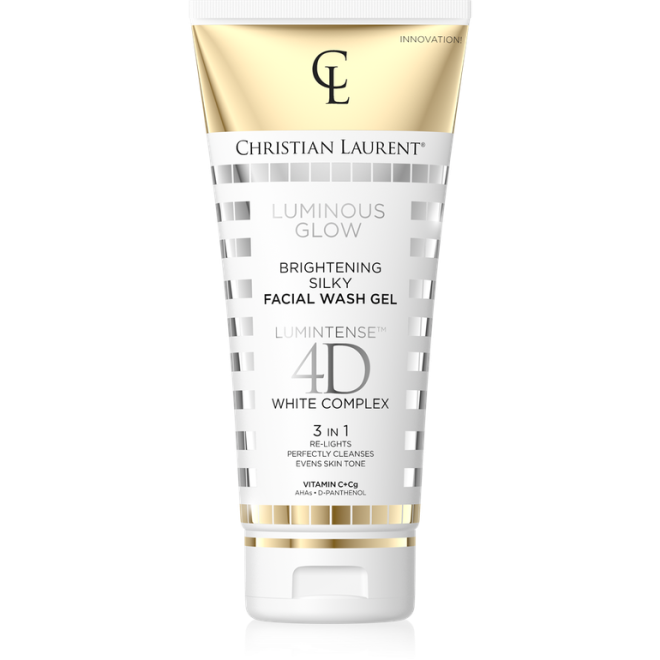 INNOVATION!
CL
CHRISTIAN LAURENT®
LUMINOUS
GLOW
BRIGHTENING
SILKY
FACIAL WASH GEL
LUMINTENSE™
4D
WHITE COMPLEX
3 IN 1
RE-LIGHTS
PERFECTLY CLEANSES
EVENS SKIN TONE
VITAMIN C+Cg
AHAs • D-PANTHENOL